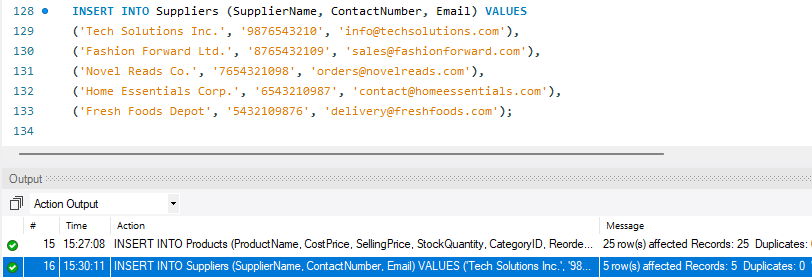 128 INSERT INTO Suppliers (SupplierName, ContactNumber, Email) VALUES
129 ('Tech Solutions Inc.', '9876543210', 'info@techsolutions.com'),
130 ('Fashion Forward Ltd.', '8765432109', 'sales@fashionforward.com'),
131 ('Novel Reads Co.', '7654321098', 'orders@novelreads.com'),
132 ('Home Essentials Corp.', '6543210987', 'contact@homeessentials.com'),
133 ('Fresh Foods Depot', '5432109876', 'delivery@freshfoods.com');
134
Output
Action Output
# Time Action Message
15 15:27:08 INSERT INTO Products (ProductName, CostPrice, SellingPrice, StockQuantity, CategoryID, Reorde... 25 row(s) affected Records: 25 Duplicates:
16 15:30:11 INSERT INTO Suppliers (SupplierName, ContactNumber, Email) VALUES ('Tech Solutions Inc.', '98... 5 row(s) affected Records: 5 Duplicates: 0